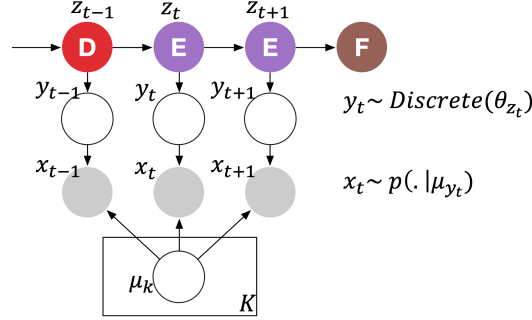 z_{t−1} z_t z_{t+1}
D E E F
y_{t−1} y_t y_{t+1} y_t~ Discrete(θ_{z_t})
x_{t−1} x_t x_{t+1} x_t~ p(. |μ_{y_t})
μ_k
K